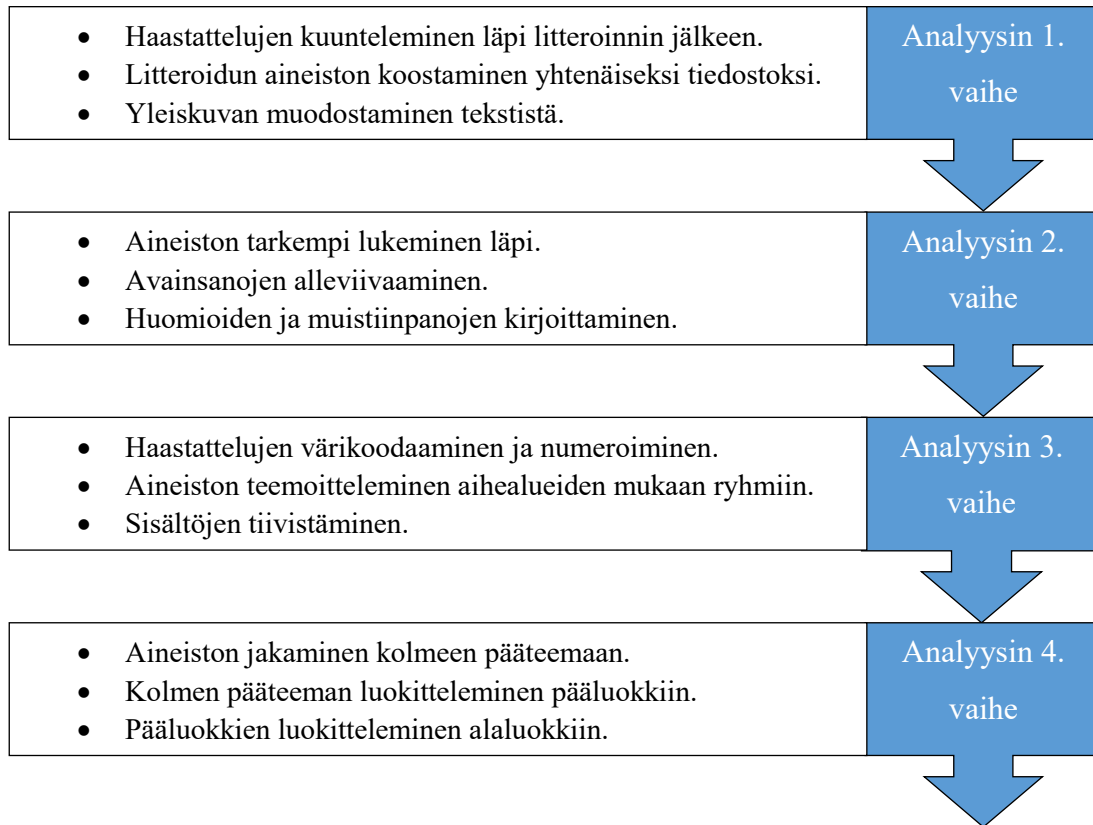 • Haastattelujen kuunteleminen läpi litteroinnin jälkeen.
• Litteroidun aineiston koostaminen yhtenäiseksi tiedostoksi.
• Yleiskuvan muodostaminen tekstistä.
Analyysin 1.
vaihe
• Aineiston tarkempi lukeminen läpi.
• Avainsanojen alleviivaaminen.
• Huomioiden ja muistiinpanojen kirjoittaminen.
Analyysin 2.
vaihe
• Haastattelujen värikoodaaminen ja numeroiminen.
• Aineiston teemoitteleminen aihealueiden mukaan ryhmiin.
• Sisältöjen tiivistäminen.
Analyysin 3.
vaihe
• Aineiston jakaminen kolmeen pääteemaan.
• Kolmen pääteeman luokitteleminen pääluokkiin.
• Pääluokkien luokitteleminen alaluokkiin.
Analyysin 4.
vaihe